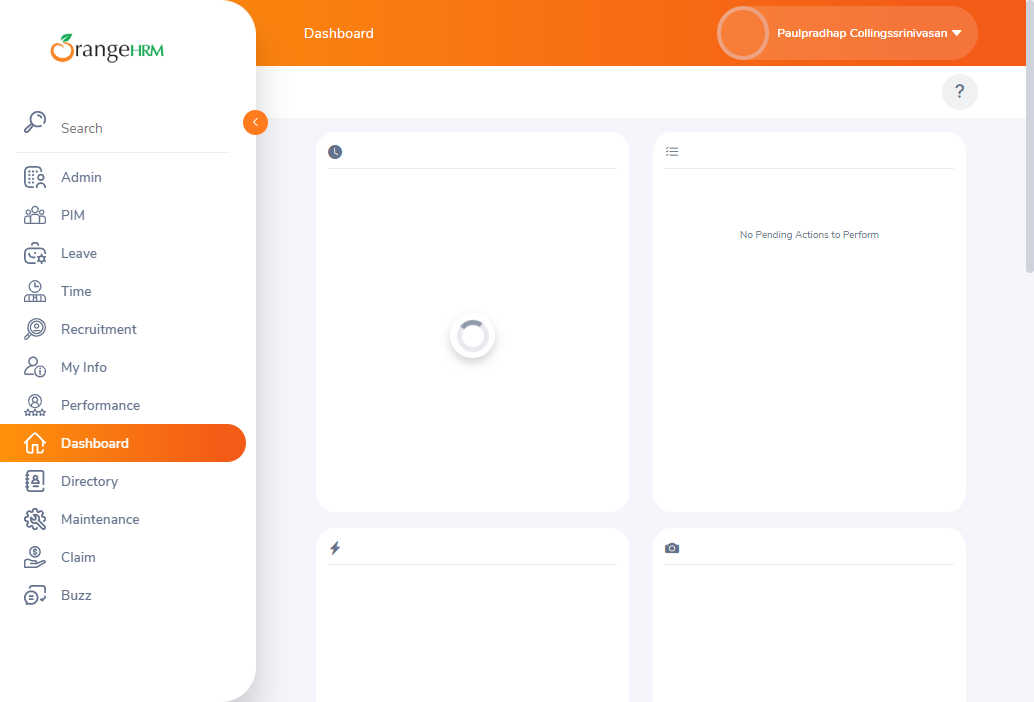 OrangeHRM
Dashboard
Paulpradhap Collingssrinivasan
?
Search
Admin
PIM
Leave
Time
Recruitment
My Info
Performance
Dashboard
Directory
Maintenance
Claim
Buzz
No Pending Actions to Perform